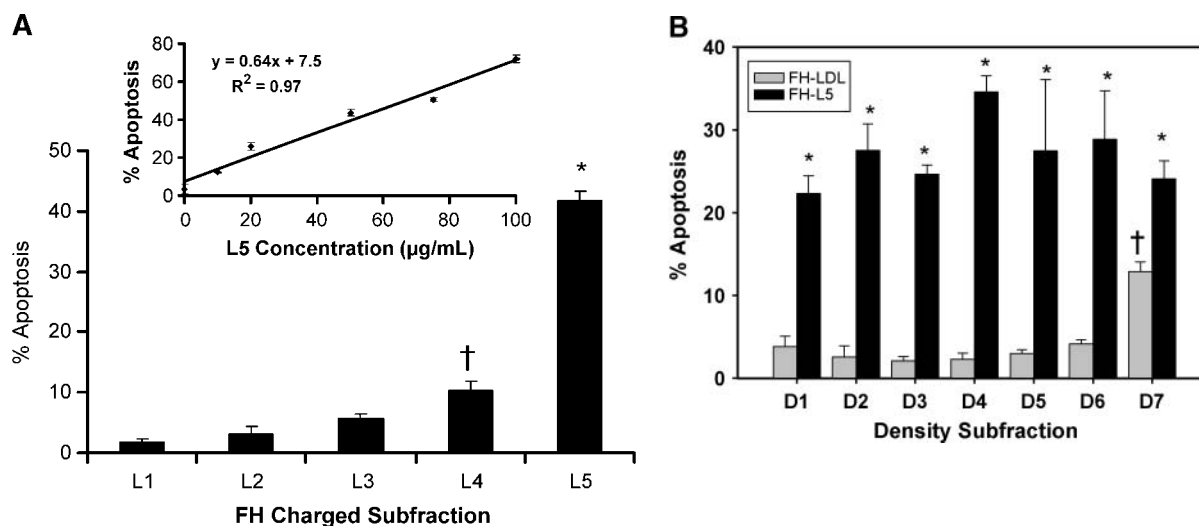 A
y = 0.64x + 7.5
R² = 0.97
% Apoptosis
80
60
40
20
0
0 20 40 60 80 100
L5 Concentration (µg/mL)
% Apoptosis
50
40
30
20
10
0
†
*
L1 L2 L3 L4 L5
FH Charged Subfraction
B
FH-LDL
FH-L5
% Apoptosis
40
30
20
10
0
* * * * * * † *
D1 D2 D3 D4 D5 D6 D7
Density Subfraction